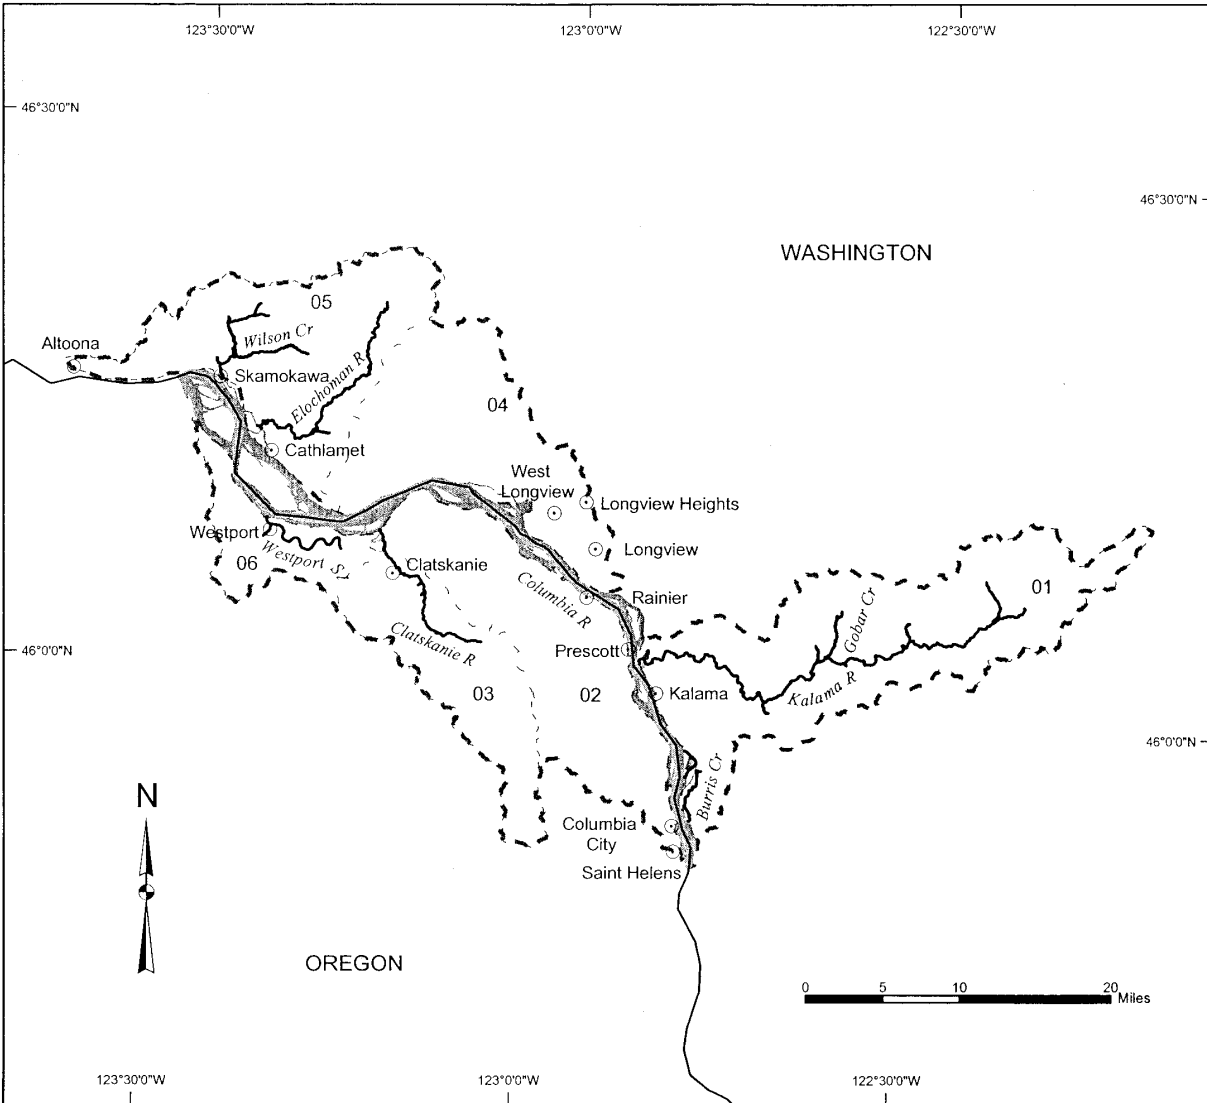 123°30'0"W
123°0'0"W
122°30'0"W
46°30'0"N
46°30'0"N
WASHINGTON
05
Wilson Cr
Altoona
Skamokawa
Elochoman R
04
Cathlamet
West
Longview
Longview Heights
Westport
Westport Sl
Clatskanie
Longview
06
Columbia R
Rainier
01
Gobar Cr
Clatskanie R
Prescott
46°0'0"N
03
02
Kalama
Kalama R
46°0'0"N
Burris Cr
N
Columbia
City
Saint Helens
OREGON
0 5 10 20
Miles
123°30'0"W
123°0'0"W
122°30'0"W